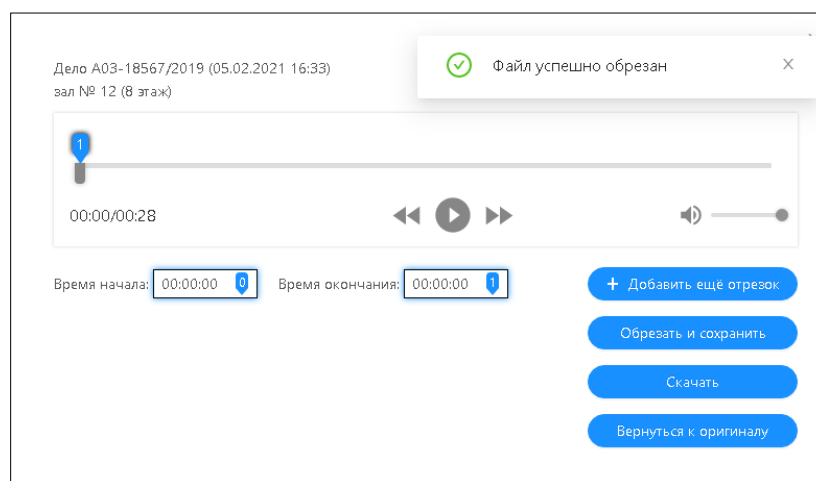 Дело А03-18567/2019 (05.02.2021 16:33)
зал № 12 (8 этаж)
Файл успешно обрезан
1
00:00/00:28
Время начала: 00:00:00 0 Время окончания: 00:00:00 1
+ Добавить ещё отрезок
Обрезать и сохранить
Скачать
Вернуться к оригиналу